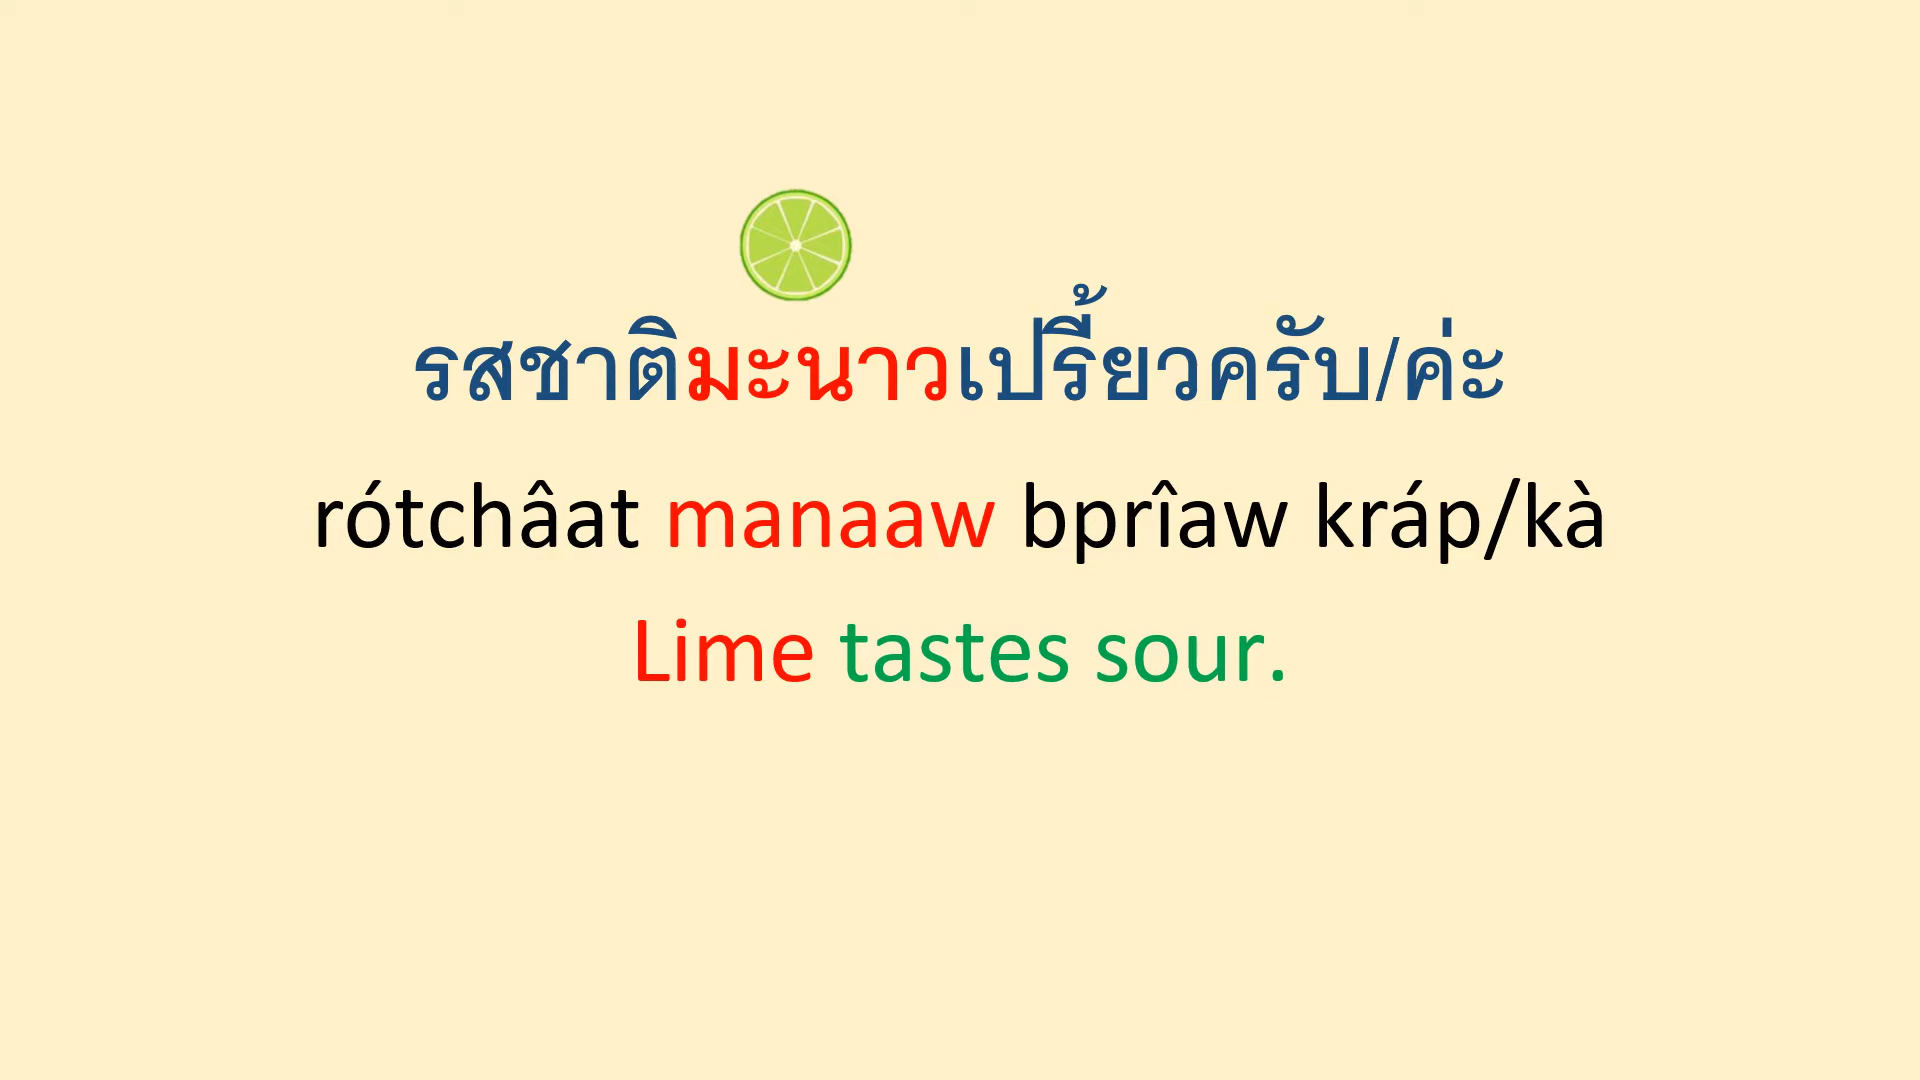 รสชาติมะนาวเปรี้ยวครับ/ค่ะ
rótchâat manaaw bprîaw kráp/kà
Lime tastes sour.